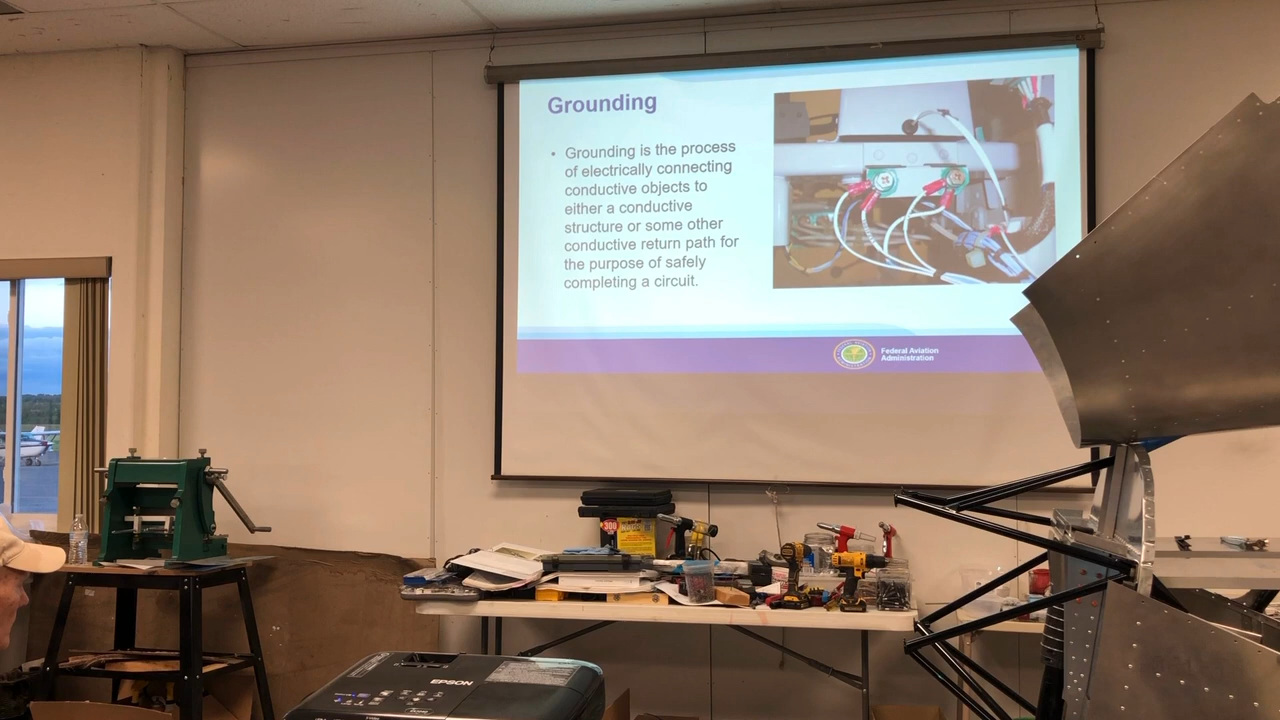 Grounding
• Grounding is the process
of electrically connecting
conductive objects to
either a conductive
structure or some other
conductive return path for
the purpose of safely
completing a circuit.
Federal Aviation
Administration
300
EPSON